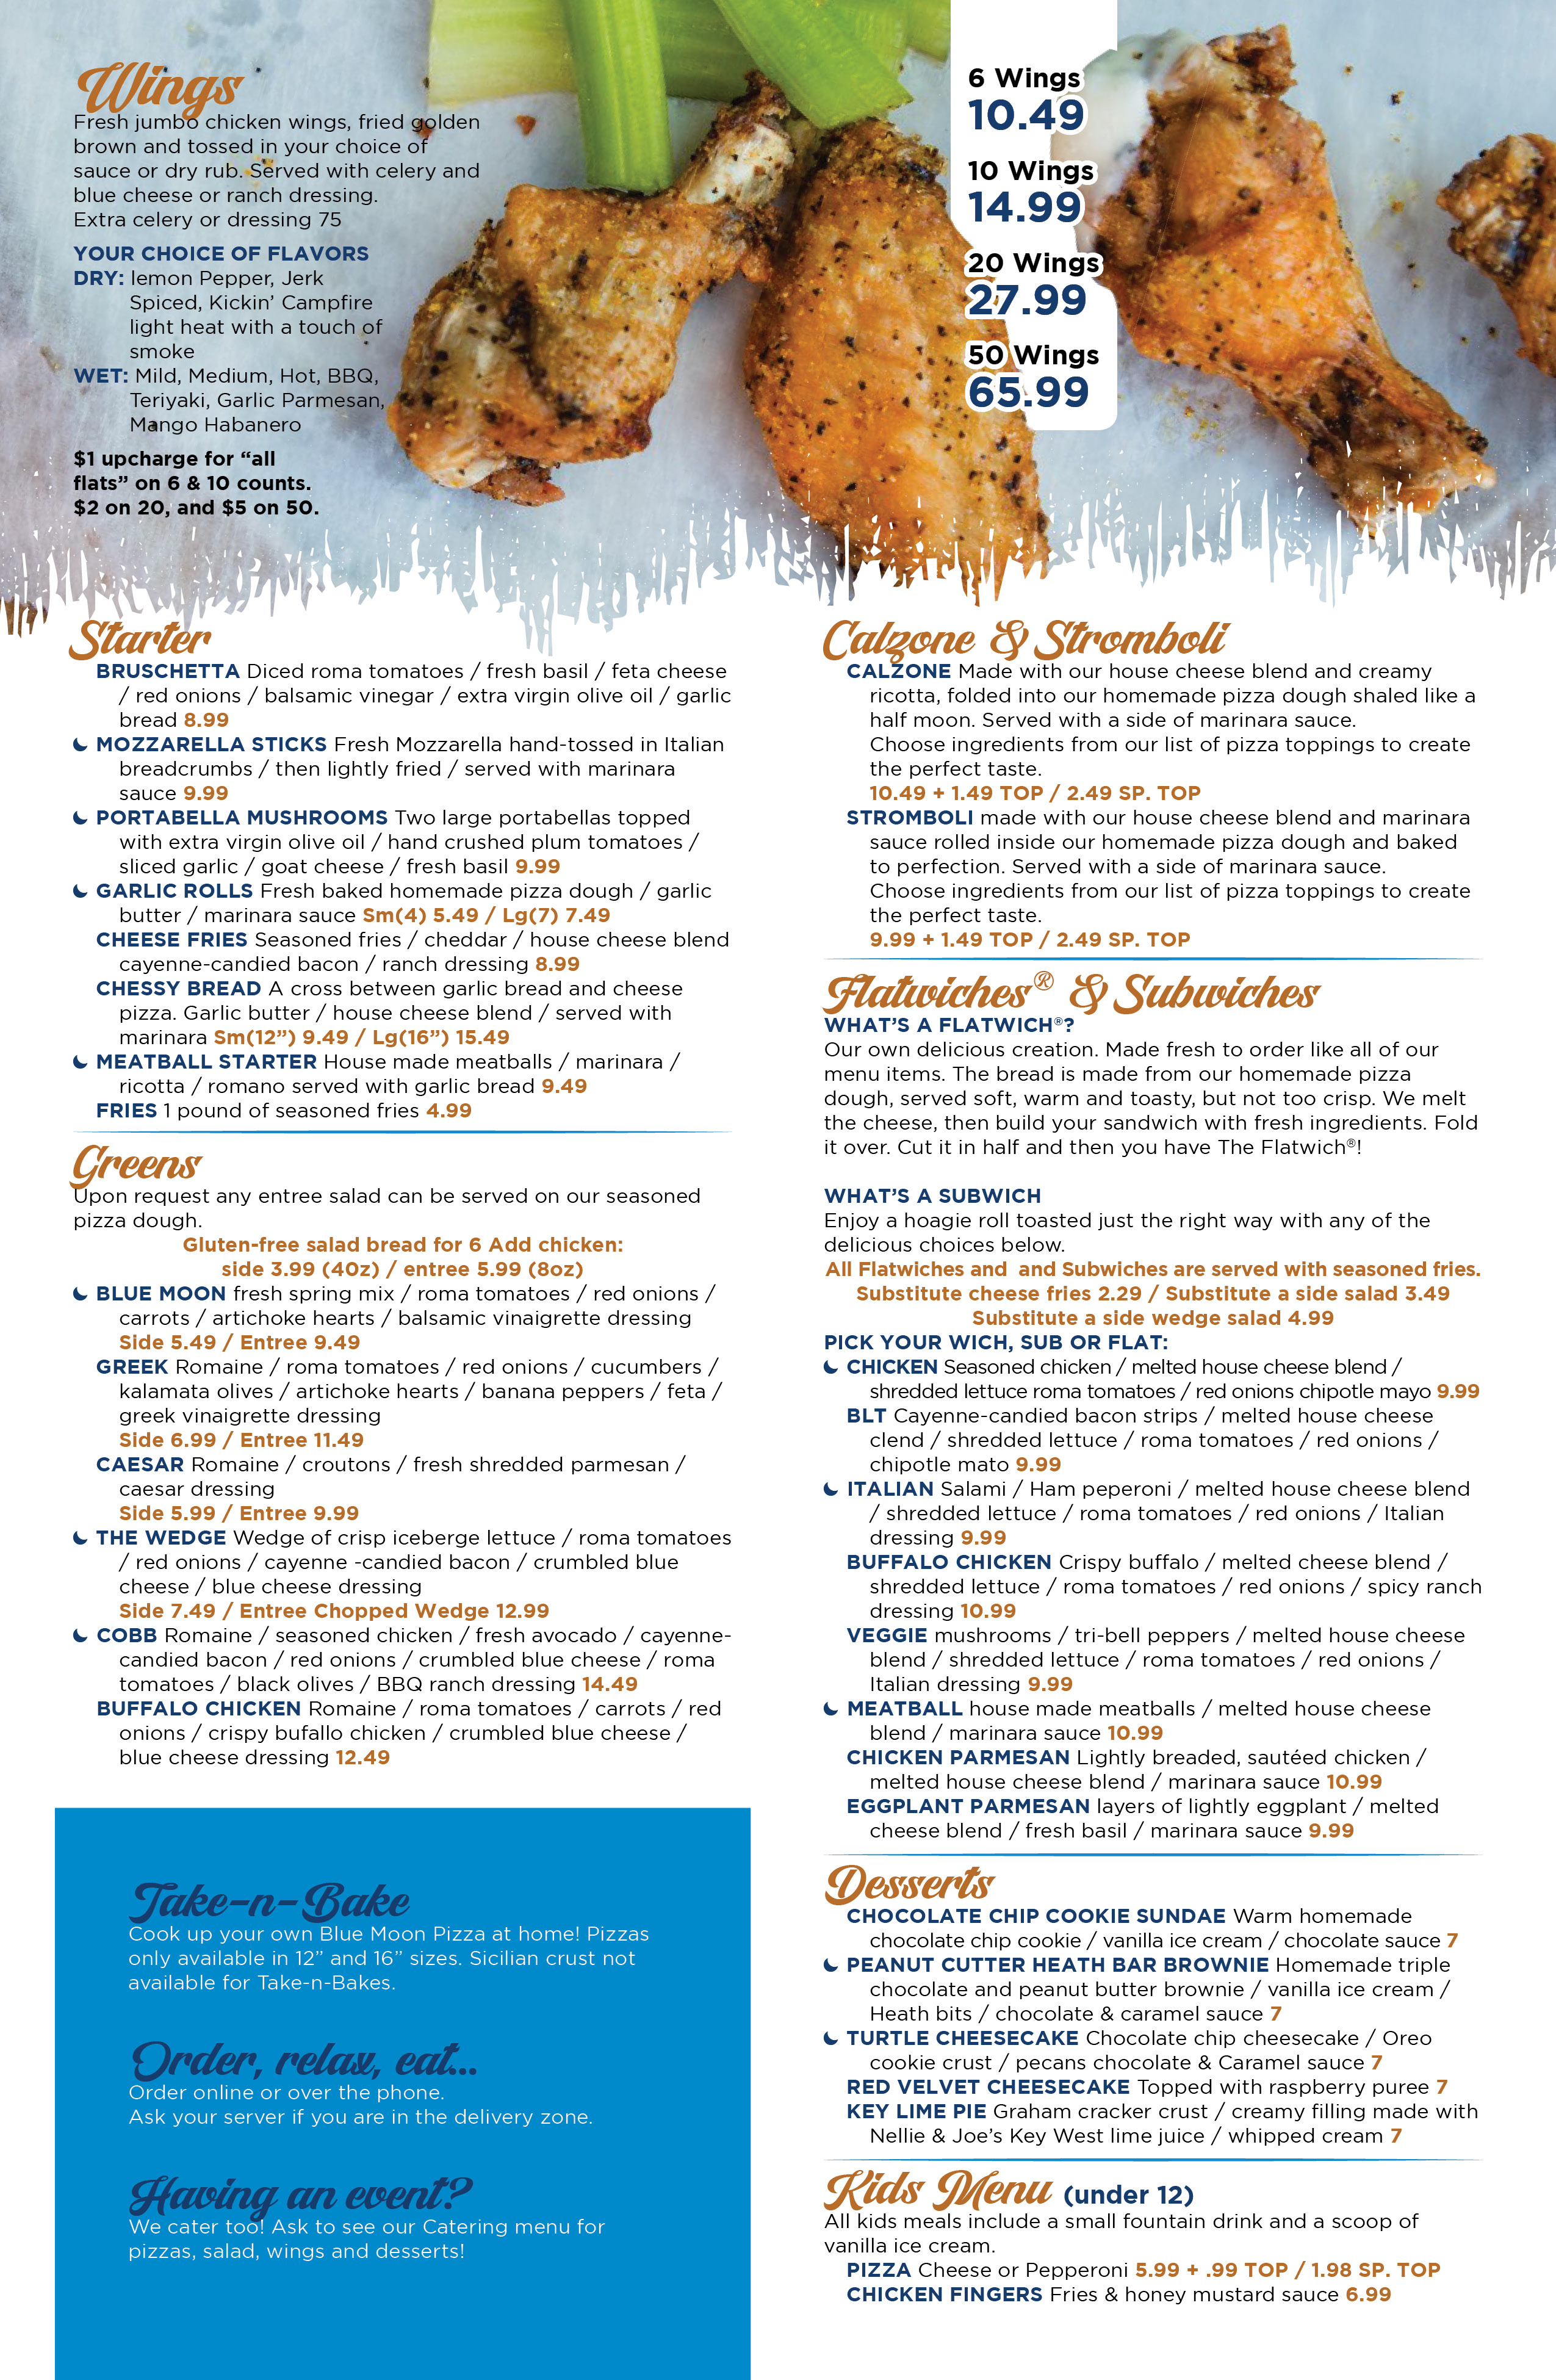 Wings
Fresh jumbo chicken wings, fried golden
brown and tossed in your choice of
sauce or dry rub. Served with celery and
blue cheese or ranch dressing.
Extra celery or dressing 75
YOUR CHOICE OF FLAVORS
DRY: lemon Pepper, Jerk
Spiced, Kickin’ Campfire
light heat with a touch of
smoke
WET: Mild, Medium, Hot, BBQ,
Teriyaki, Garlic Parmesan,
Mango Habanero
$1 upcharge for “all
flats” on 6 & 10 counts.
$2 on 20, and $5 on 50.
6 Wings
10.49
10 Wings
14.99
20 Wings
27.99
50 Wings
65.99
Starter
BRUSCHETTA Diced roma tomatoes / fresh basil / feta cheese
/ red onions / balsamic vinegar / extra virgin olive oil / garlic
bread 8.99
MOZZARELLA STICKS Fresh Mozzarella hand-tossed in Italian
breadcrumbs / then lightly fried / served with marinara
sauce 9.99
PORTABELLA MUSHROOMS Two large portabellas topped
with extra virgin olive oil / hand crushed plum tomatoes /
sliced garlic / goat cheese / fresh basil 9.99
GARLIC ROLLS Fresh baked homemade pizza dough / garlic
butter / marinara sauce Sm(4) 5.49 / Lg(7) 7.49
CHEESE FRIES Seasoned fries / cheddar / house cheese blend
cayenne-candied bacon / ranch dressing 8.99
CHESSY BREAD A cross between garlic bread and cheese
pizza. Garlic butter / house cheese blend / served with
marinara Sm(12”) 9.49 / Lg(16”) 15.49
MEATBALL STARTER House made meatballs / marinara /
ricotta / romano served with garlic bread 9.49
FRIES 1 pound of seasoned fries 4.99
Greens
Upon request any entree salad can be served on our seasoned
pizza dough.
Gluten-free salad bread for 6 Add chicken:
side 3.99 (40z) / entree 5.99 (8oz)
BLUE MOON fresh spring mix / roma tomatoes / red onions /
carrots / artichoke hearts / balsamic vinaigrette dressing
Side 5.49 / Entree 9.49
GREEK Romaine / roma tomatoes / red onions / cucumbers /
kalamata olives / artichoke hearts / banana peppers / feta /
greek vinaigrette dressing
Side 6.99 / Entree 11.49
CAESAR Romaine / croutons / fresh shredded parmesan /
caesar dressing
Side 5.99 / Entree 9.99
THE WEDGE Wedge of crisp iceberge lettuce / roma tomatoes
/ red onions / cayenne -candied bacon / crumbled blue
cheese / blue cheese dressing
Side 7.49 / Entree Chopped Wedge 12.99
COBB Romaine / seasoned chicken / fresh avocado / cayenne-
candied bacon / red onions / crumbled blue cheese / roma
tomatoes / black olives / BBQ ranch dressing 14.49
BUFFALO CHICKEN Romaine / roma tomatoes / carrots / red
onions / crispy bufallo chicken / crumbled blue cheese /
blue cheese dressing 12.49
Take-n-Bake
Cook up your own Blue Moon Pizza at home! Pizzas
only available in 12” and 16” sizes. Sicilian crust not
available for Take-n-Bakes.
Order, relax, eat...
Order online or over the phone.
Ask your server if you are in the delivery zone.
Having an event?
We cater too! Ask to see our Catering menu for
pizzas, salad, wings and desserts!
Calzone & Stromboli
CALZONE Made with our house cheese blend and creamy
ricotta, folded into our homemade pizza dough shaled like a
half moon. Served with a side of marinara sauce.
Choose ingredients from our list of pizza toppings to create
the perfect taste.
10.49 + 1.49 TOP / 2.49 SP. TOP
STROMBOLI made with our house cheese blend and marinara
sauce rolled inside our homemade pizza dough and baked
to perfection. Served with a side of marinara sauce.
Choose ingredients from our list of pizza toppings to create
the perfect taste.
9.99 + 1.49 TOP / 2.49 SP. TOP
Flatwiches® & Subwiches
WHAT’S A FLATWICH®?
Our own delicious creation. Made fresh to order like all of our
menu items. The bread is made from our homemade pizza
dough, served soft, warm and toasty, but not too crisp. We melt
the cheese, then build your sandwich with fresh ingredients. Fold
it over. Cut it in half and then you have The Flatwich®!
WHAT’S A SUBWICH
Enjoy a hoagie roll toasted just the right way with any of the
delicious choices below.
All Flatwiches and and Subwiches are served with seasoned fries.
Substitute cheese fries 2.29 / Substitute a side salad 3.49
Substitute a side wedge salad 4.99
PICK YOUR WICH, SUB OR FLAT:
CHICKEN Seasoned chicken / melted house cheese blend /
shredded lettuce roma tomatoes / red onions chipotle mayo 9.99
BLT Cayenne-candied bacon strips / melted house cheese
clend / shredded lettuce / roma tomatoes / red onions /
chipotle mato 9.99
ITALIAN Salami / Ham peperoni / melted house cheese blend
/ shredded lettuce / roma tomatoes / red onions / Italian
dressing 9.99
BUFFALO CHICKEN Crispy buffalo / melted cheese blend /
shredded lettuce / roma tomatoes / red onions / spicy ranch
dressing 10.99
VEGGIE mushrooms / tri-bell peppers / melted house cheese
blend / shredded lettuce / roma tomatoes / red onions /
Italian dressing 9.99
MEATBALL house made meatballs / melted house cheese
blend / marinara sauce 10.99
CHICKEN PARMESAN Lightly breaded, sautéed chicken /
melted house cheese blend / marinara sauce 10.99
EGGPLANT PARMESAN layers of lightly eggplant / melted
cheese blend / fresh basil / marinara sauce 9.99
Desserts
CHOCOLATE CHIP COOKIE SUNDAE Warm homemade
chocolate chip cookie / vanilla ice cream / chocolate sauce 7
PEANUT CUTTER HEATH BAR BROWNIE Homemade triple
chocolate and peanut butter brownie / vanilla ice cream /
Heath bits / chocolate & caramel sauce 7
TURTLE CHEESECAKE Chocolate chip cheesecake / Oreo
cookie crust / pecans chocolate & Caramel sauce 7
RED VELVET CHEESECAKE Topped with raspberry puree 7
KEY LIME PIE Graham cracker crust / creamy filling made with
Nellie & Joe’s Key West lime juice / whipped cream 7
Kids Menu (under 12)
All kids meals include a small fountain drink and a scoop of
vanilla ice cream.
PIZZA Cheese or Pepperoni 5.99 + .99 TOP / 1.98 SP. TOP
CHICKEN FINGERS Fries & honey mustard sauce 6.99